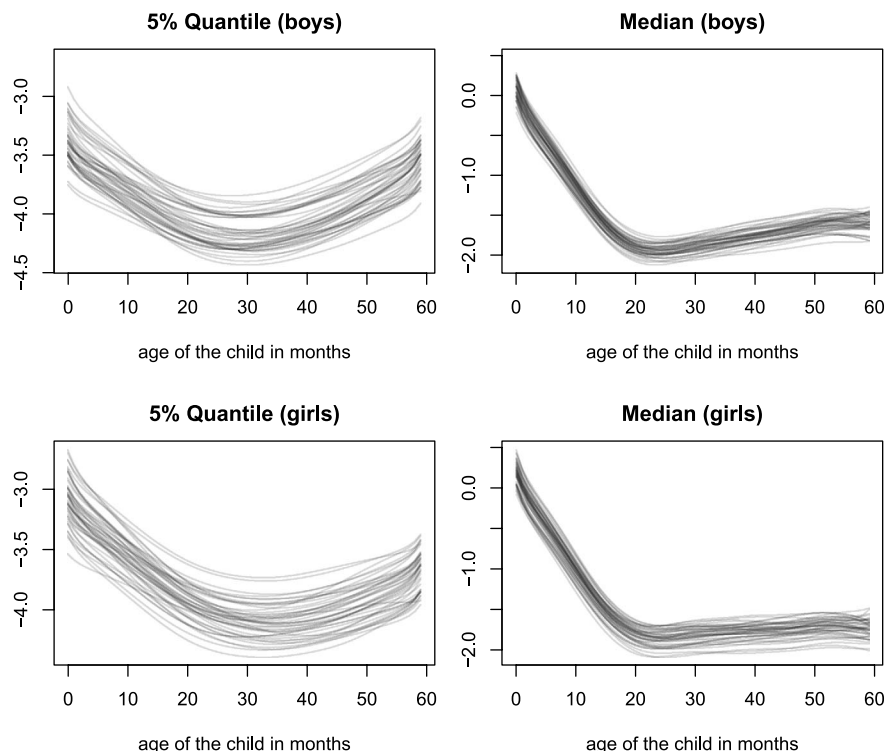 5% Quantile (boys)
−3.0
−3.5
−4.0
−4.5
0 10 20 30 40 50 60
age of the child in months
Median (boys)
0.0
−1.0
−2.0
0 10 20 30 40 50 60
age of the child in months
5% Quantile (girls)
−3.0
−3.5
−4.0
0 10 20 30 40 50 60
age of the child in months
Median (girls)
0.0
−1.0
−2.0
0 10 20 30 40 50 60
age of the child in months